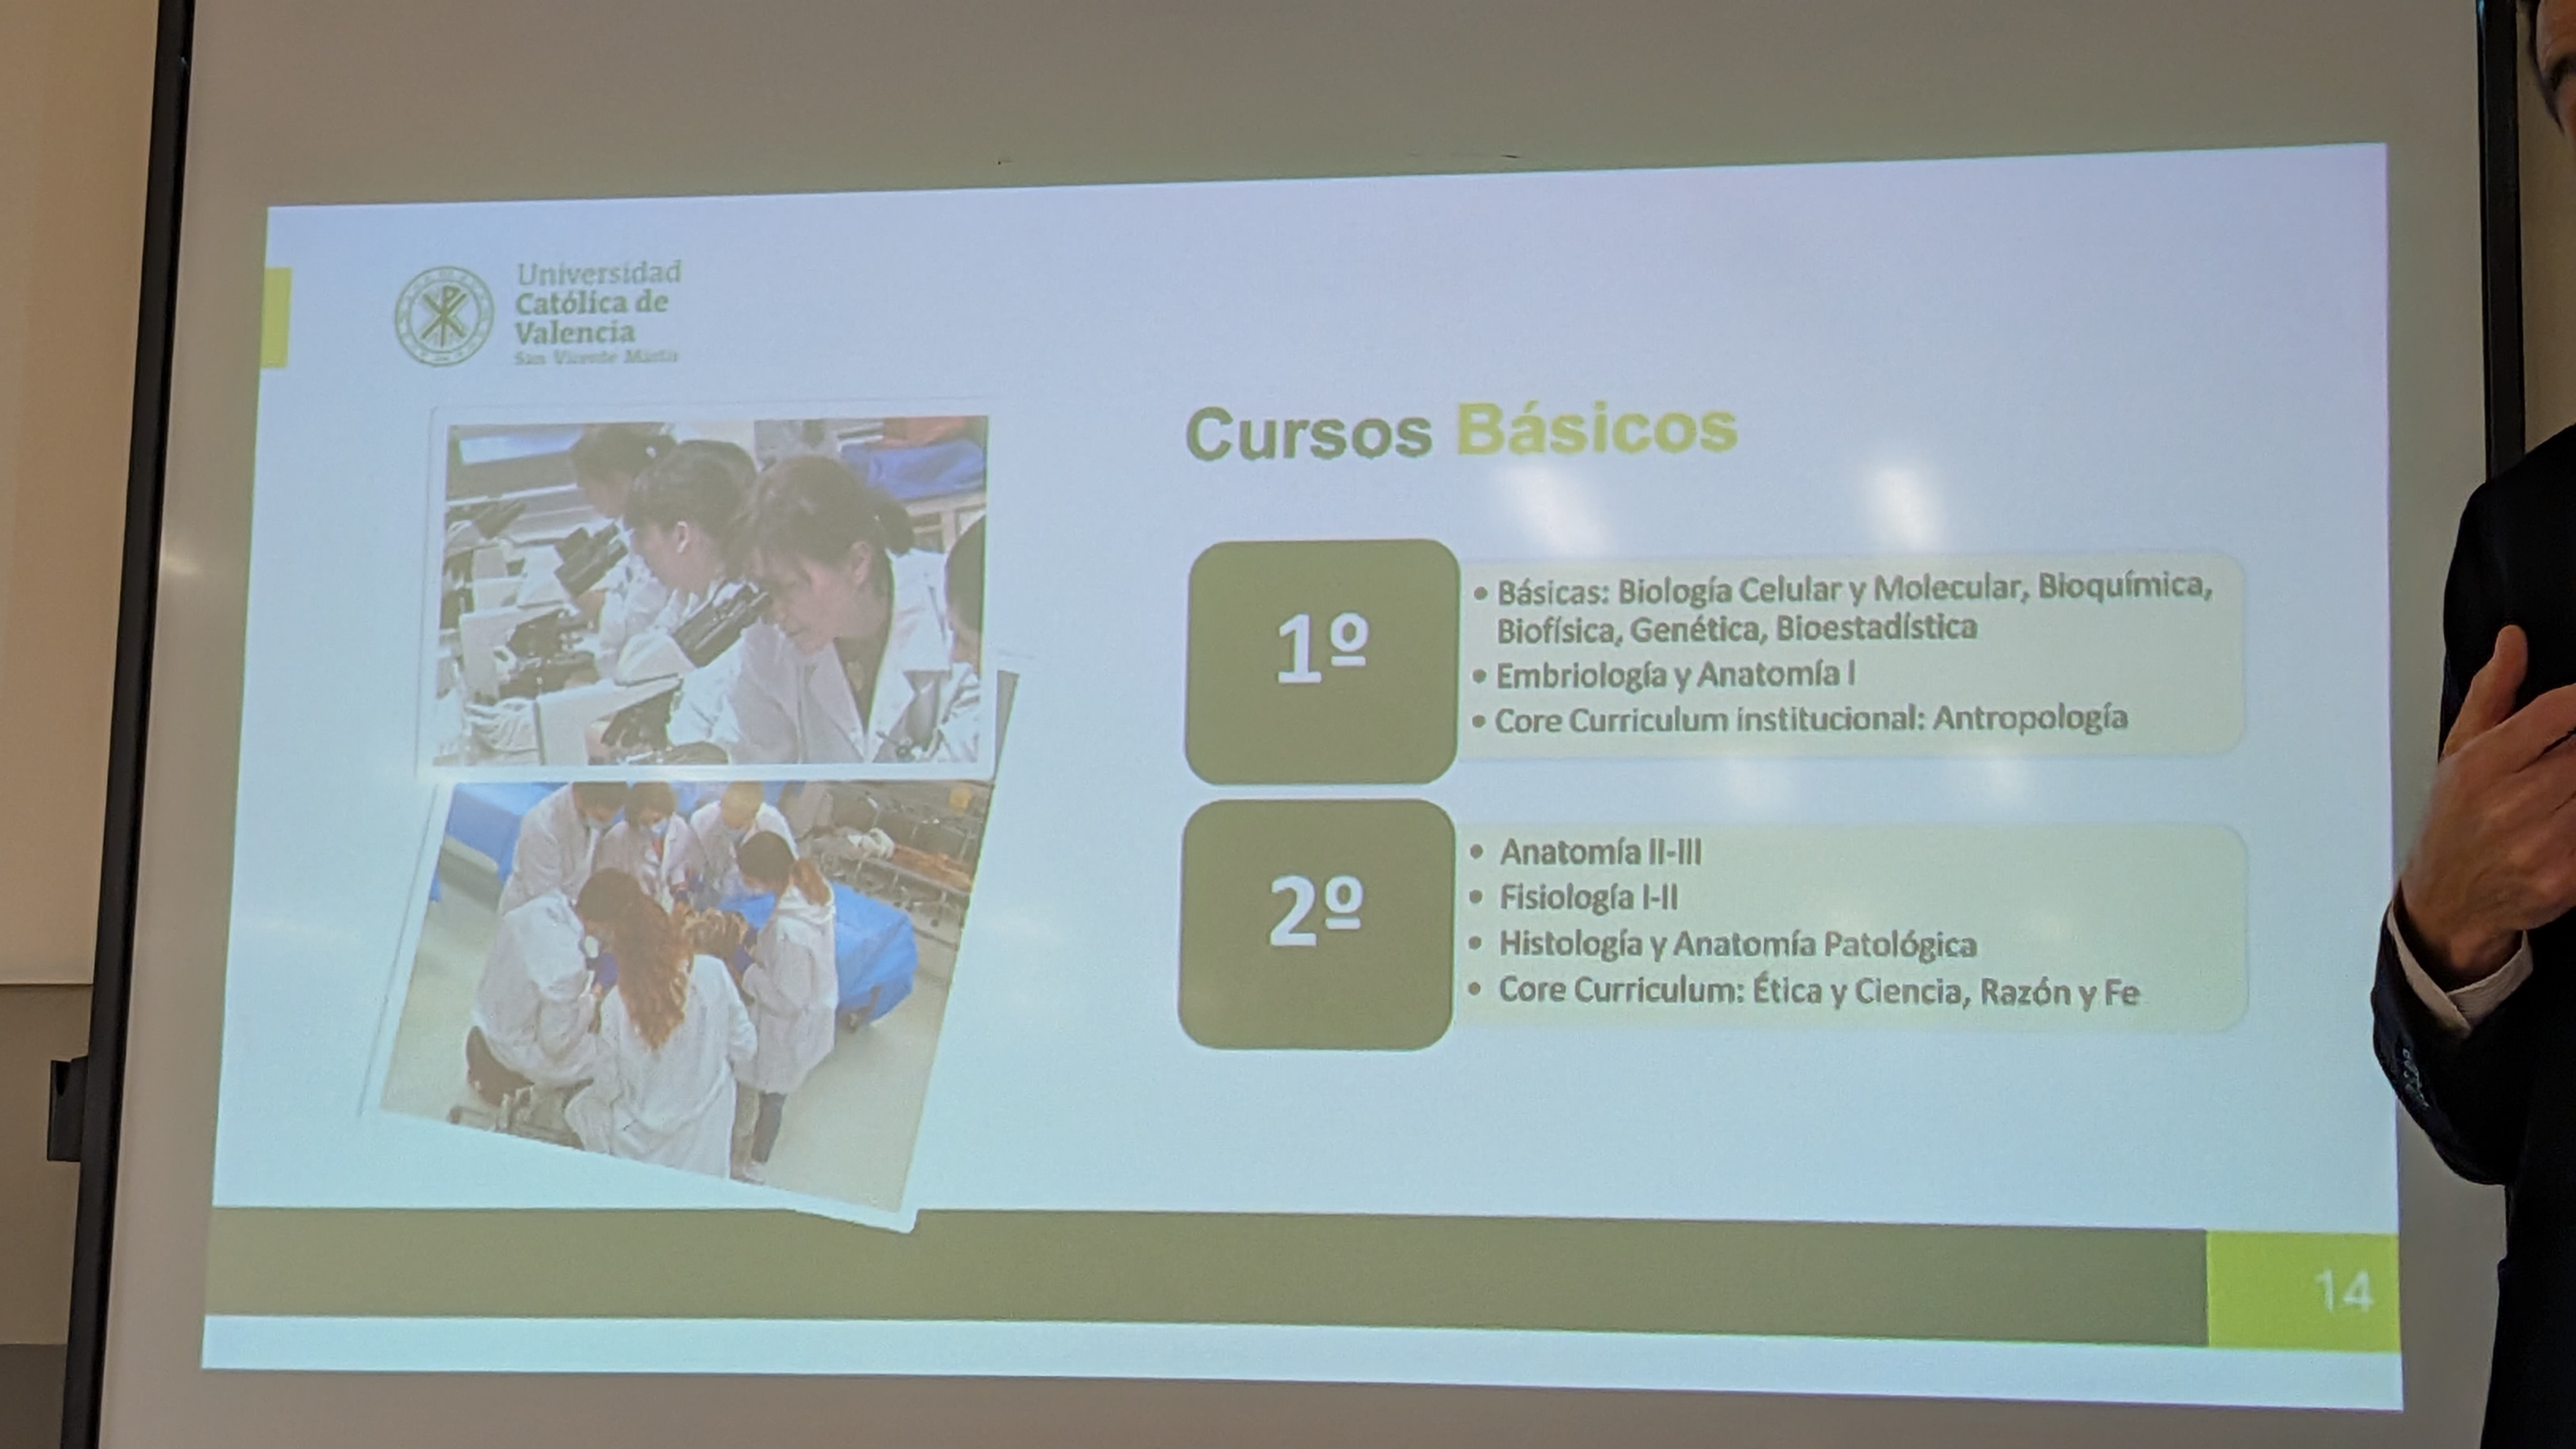 Universidad
Católica de
Valencia
San Vicente Mártir
Cursos Básicos
1º
• Básicas: Biología Celular y Molecular, Bioquímica,
Biofísica, Genética, Bioestadística
• Embriología y Anatomía I
• Core Curriculum institucional: Antropología
2º
• Anatomía II-III
• Fisiología I-II
• Histología y Anatomía Patológica
• Core Curriculum: Ética y Ciencia, Razón y Fe
14